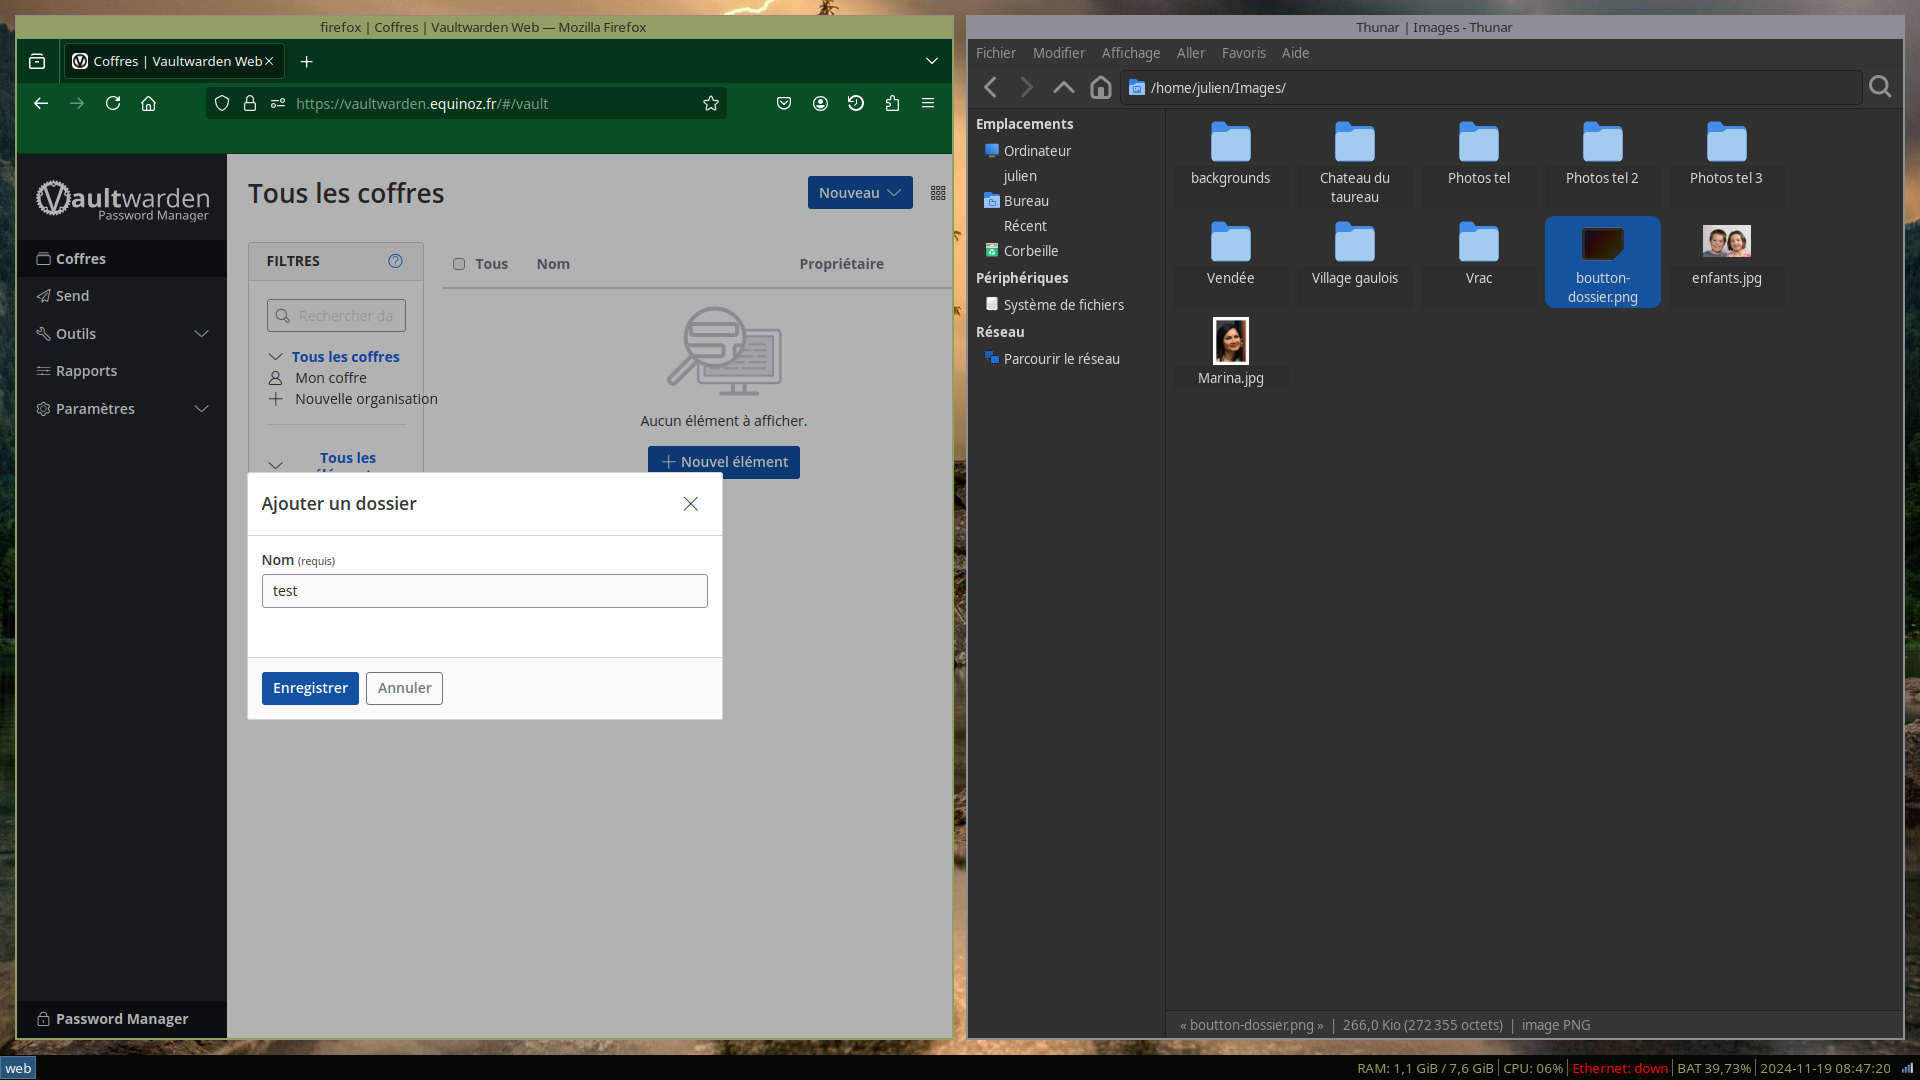 firefox | Coffres | Vaultwarden Web — Mozilla Firefox
Coffres | Vaultwarden Web
https://vaultwarden.equinoz.fr/#/vault
Vaultwarden
Password Manager
Coffres
Send
Outils
Rapports
Paramètres
Password Manager
Tous les coffres
Nouveau
FILTRES
Rechercher da
Tous les coffres
Mon coffre
Nouvelle organisation
Tous les
Tous Nom Propriétaire
Aucun élément à afficher.
Nouvel élément
Ajouter un dossier
Nom (requis)
test
Enregistrer Annuler
Thunar | Images - Thunar
Fichier Modifier Affichage Aller Favoris Aide
/home/julien/Images/
Emplacements
Ordinateur
julien
Bureau
Récent
Corbeille
Périphériques
Système de fichiers
Réseau
Parcourir le réseau
backgrounds
Chateau du
taureau
Photos tel
Photos tel 2
Photos tel 3
Vendée
Village gaulois
Vrac
boutton-
dossier.png
enfants.jpg
Marina.jpg
« boutton-dossier.png » | 266,0 Kio (272 355 octets) | image PNG
web
RAM: 1,1 GiB / 7,6 GiB | CPU: 06% | Ethernet: down | BAT 39,73% | 2024-11-19 08:47:20